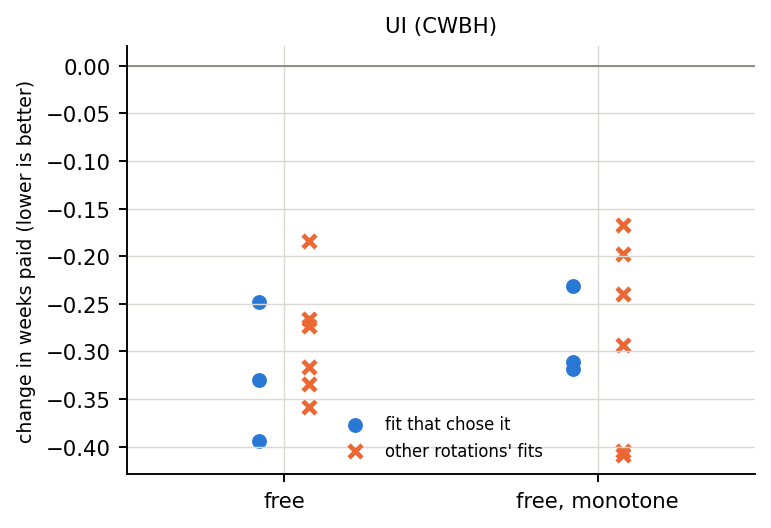 UI (CWBH)
change in weeks paid (lower is better)
0.00
−0.05
−0.10
−0.15
−0.20
−0.25
−0.30
−0.35
−0.40
fit that chose it
other rotations' fits
free
free, monotone